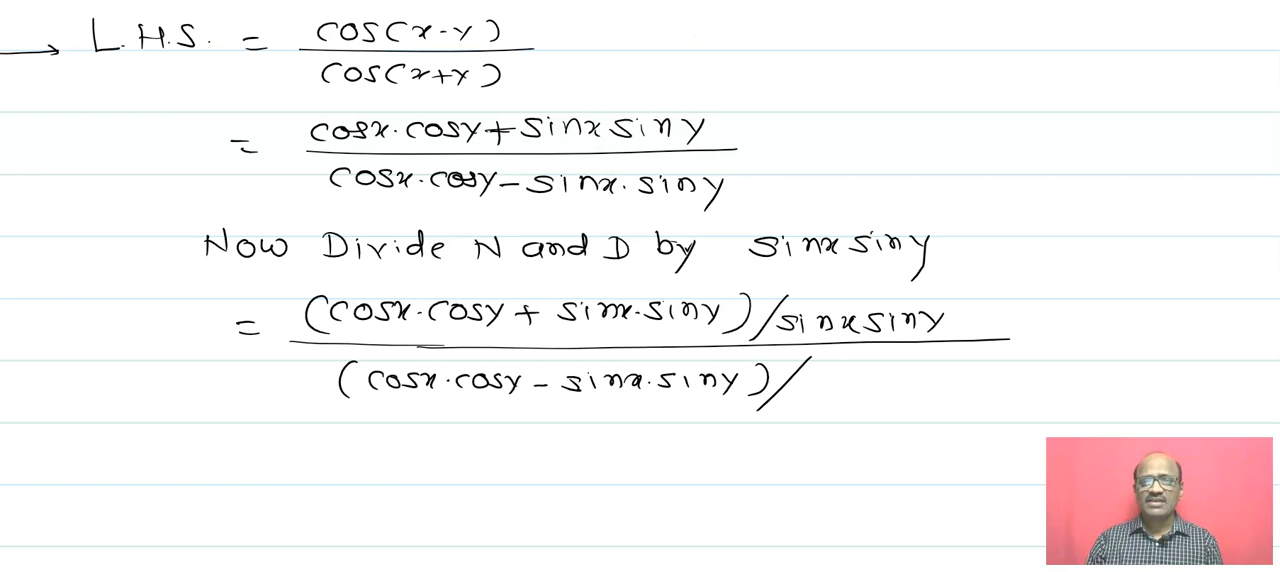 → L.H.S. = cos(x-y)
cos(x+y)
= cosx.cosy+sinx siny
cosx.cosy-sinx.siny
Now Divide N and D by sinx siny
= (cosx.cosy + sinx.siny)/sinx siny
(cosx.cosy - sinx.siny)/